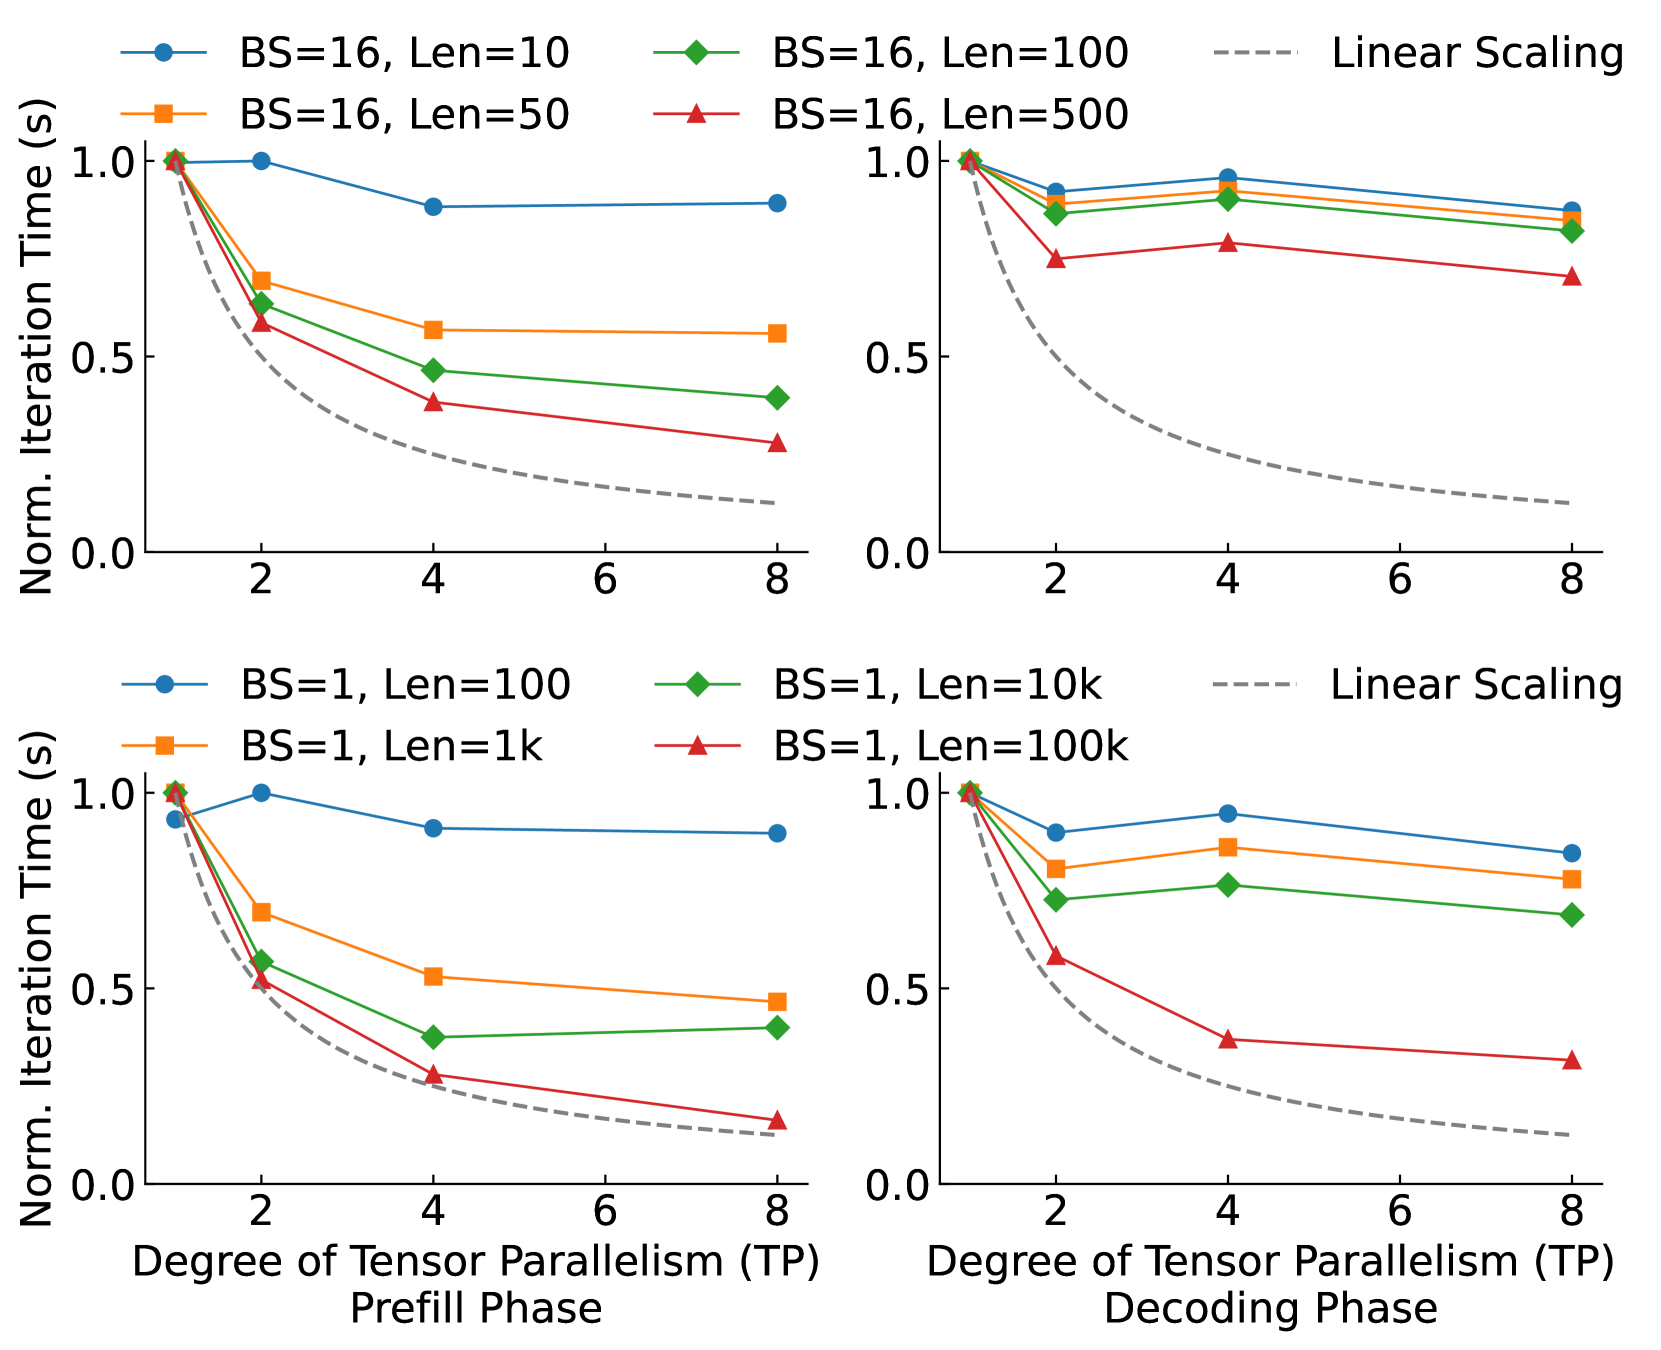 BS=16, Len=10 BS=16, Len=100 Linear Scaling
BS=16, Len=50 BS=16, Len=500
Norm. Iteration Time (s)
1.0
0.5
0.0
2 4 6 8
1.0
0.5
0.0
2 4 6 8
BS=1, Len=100 BS=1, Len=10k Linear Scaling
BS=1, Len=1k BS=1, Len=100k
Norm. Iteration Time (s)
1.0
0.5
0.0
2 4 6 8
Degree of Tensor Parallelism (TP)
Prefill Phase
1.0
0.5
0.0
2 4 6 8
Degree of Tensor Parallelism (TP)
Decoding Phase